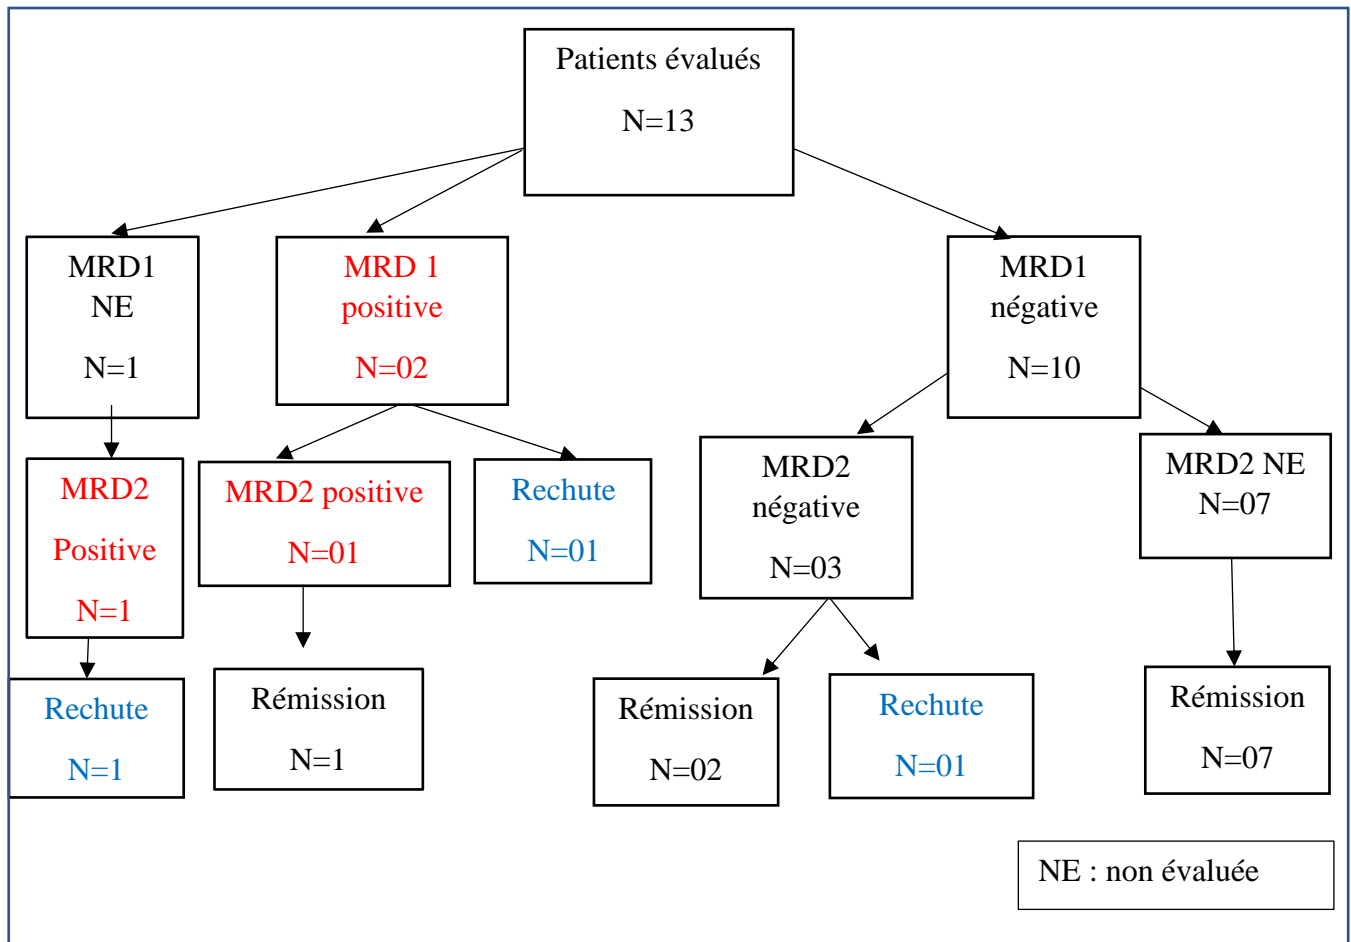 Patients évalués
N=13
MRD1
NE
N=1
MRD 1
positive
N=02
MRD1
négative
N=10
MRD2
Positive
N=1
MRD2 positive
N=01
Rechute
N=01
MRD2
négative
N=03
MRD2 NE
N=07
Rechute
N=1
Rémission
N=1
Rémission
N=02
Rechute
N=01
Rémission
N=07
NE : non évaluée